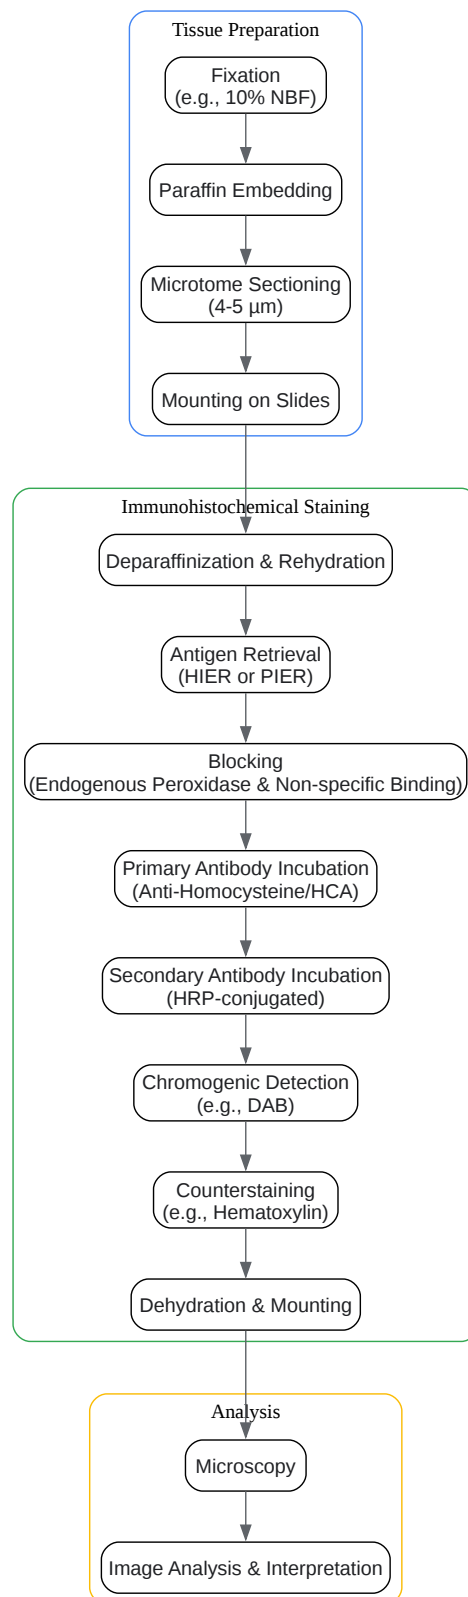 Tissue Preparation
Fixation
(e.g., 10% NBF)
Paraffin Embedding
Microtome Sectioning
(4-5 µm)
Mounting on Slides
Immunohistochemical Staining
Deparaffinization & Rehydration
Antigen Retrieval
(HIER or PIER)
Blocking
(Endogenous Peroxidase & Non-specific Binding)
Primary Antibody Incubation
(Anti-Homocysteine/HCA)
Secondary Antibody Incubation
(HRP-conjugated)
Chromogenic Detection
(e.g., DAB)
Counterstaining
(e.g., Hematoxylin)
Dehydration & Mounting
Analysis
Microscopy
Image Analysis & Interpretation